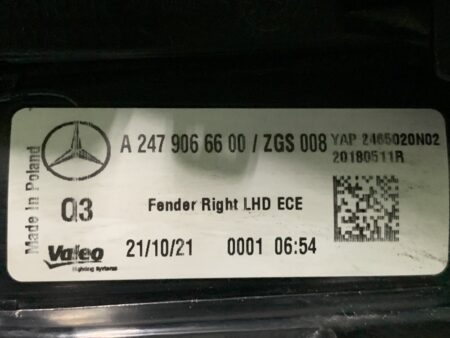 A 247 906 66 00 / ZGS 008
YAP 2465020N02
20180511R
Made In Poland
Q3
Fender Right LHD ECE
Valeo
lighting systems
21/10/21
0001 06:54